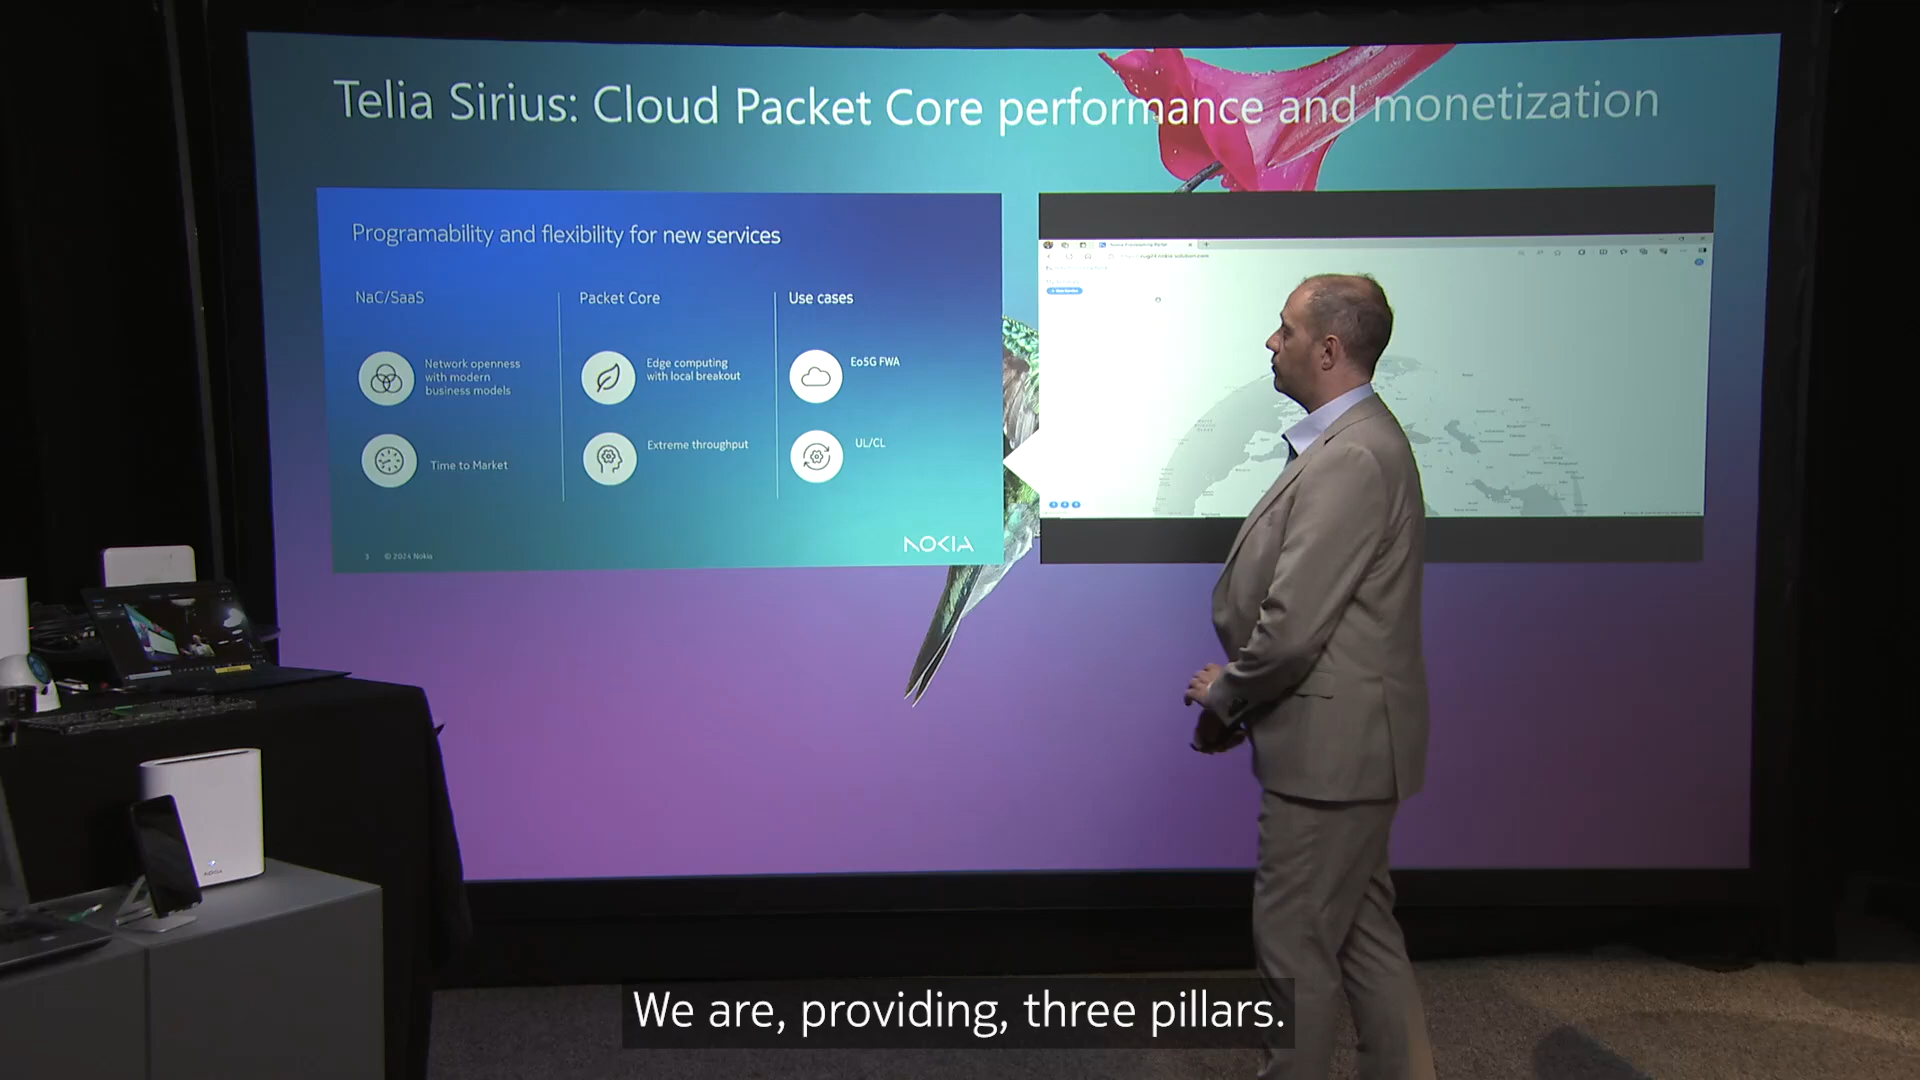 Telia Sirius: Cloud Packet Core performance and monetization
Programability and flexibility for new services
NaC/SaaS
Network openness
with modern
business models
Time to Market
Packet Core
Edge computing
with local breakout
Extreme throughput
Use cases
Eo5G FWA
UL/CL
3 © 2024 Nokia
NOKIA
NOKIA
We are, providing, three pillars.